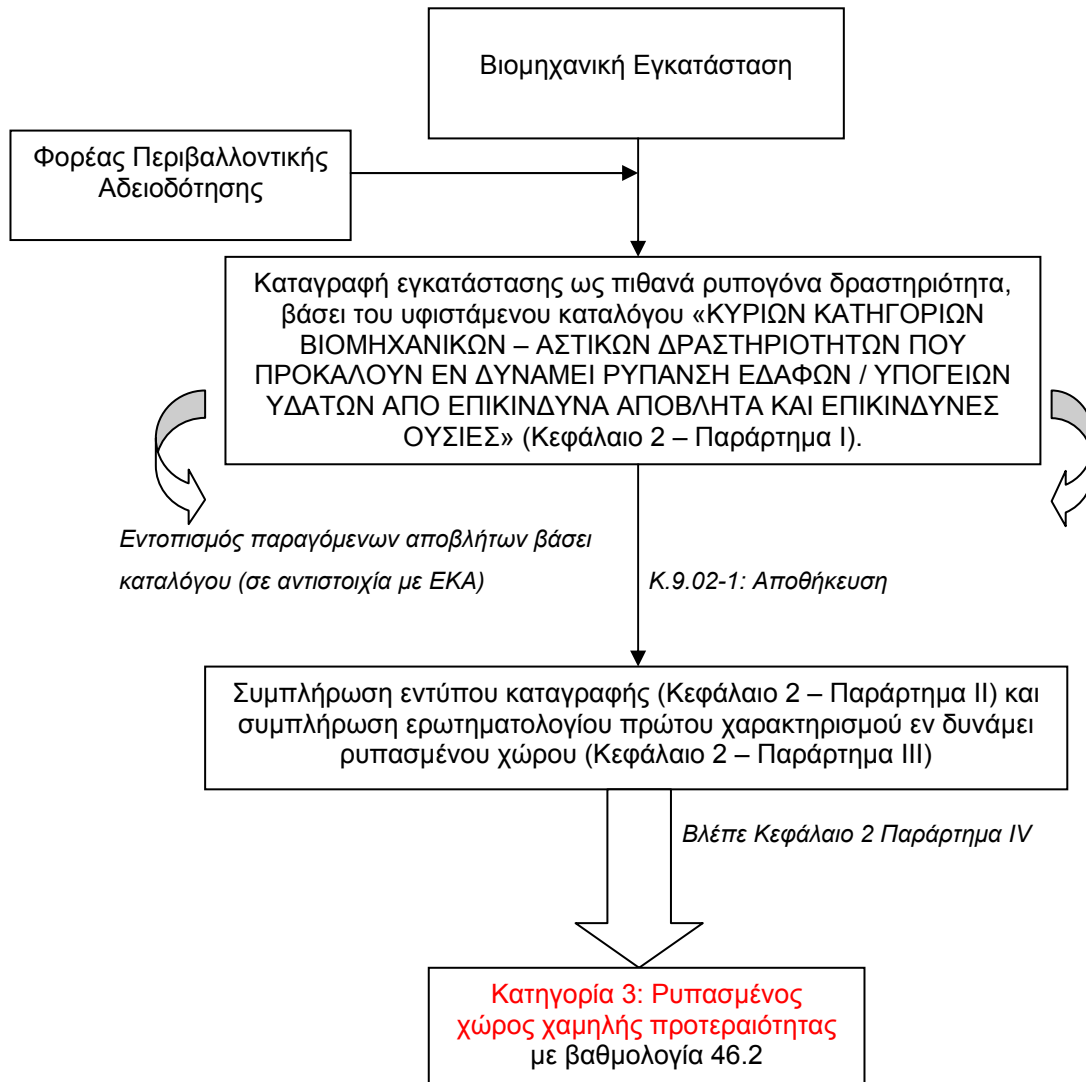 Βιομηχανική Εγκατάσταση
Φορέας Περιβαλλοντικής
Αδειοδότησης
Καταγραφή εγκατάστασης ως πιθανά ρυπογόνα δραστηριότητα,
βάσει του υφιστάμενου καταλόγου «ΚΥΡΙΩΝ ΚΑΤΗΓΟΡΙΩΝ
ΒΙΟΜΗΧΑΝΙΚΩΝ – ΑΣΤΙΚΩΝ ΔΡΑΣΤΗΡΙΟΤΗΤΩΝ ΠΟΥ
ΠΡΟΚΑΛΟΥΝ ΕΝ ΔΥΝΑΜΕΙ ΡΥΠΑΝΣΗ ΕΔΑΦΩΝ / ΥΠΟΓΕΙΩΝ
ΥΔΑΤΩΝ ΑΠΟ ΕΠΙΚΙΝΔΥΝΑ ΑΠΟΒΛΗΤΑ ΚΑΙ ΕΠΙΚΙΝΔΥΝΕΣ
ΟΥΣΙΕΣ» (Κεφάλαιο 2 – Παράρτημα Ι).
Εντοπισμός παραγόμενων αποβλήτων βάσει
καταλόγου (σε αντιστοιχία με ΕΚΑ)
Κ.9.02-1: Αποθήκευση
Συμπλήρωση εντύπου καταγραφής (Κεφάλαιο 2 – Παράρτημα ΙΙ) και
συμπλήρωση ερωτηματολογίου πρώτου χαρακτηρισμού εν δυνάμει
ρυπασμένου χώρου (Κεφάλαιο 2 – Παράρτημα ΙΙΙ)
Βλέπε Κεφάλαιο 2 Παράρτημα IV
Κατηγορία 3: Ρυπασμένος
χώρος χαμηλής προτεραιότητας
με βαθμολογία 46.2